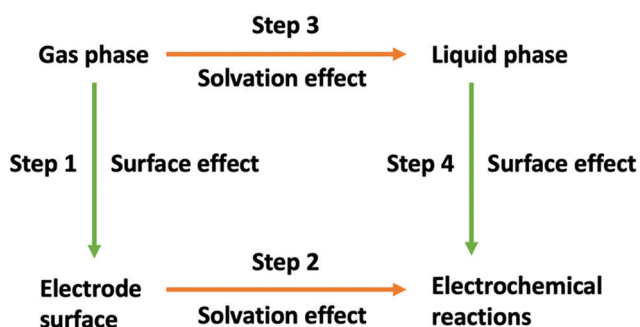 Step 3
Gas phase
Liquid phase
Solvation effect
Step 1
Surface effect
Step 4
Surface effect
Step 2
Electrode
surface
Solvation effect
Electrochemical
reactions